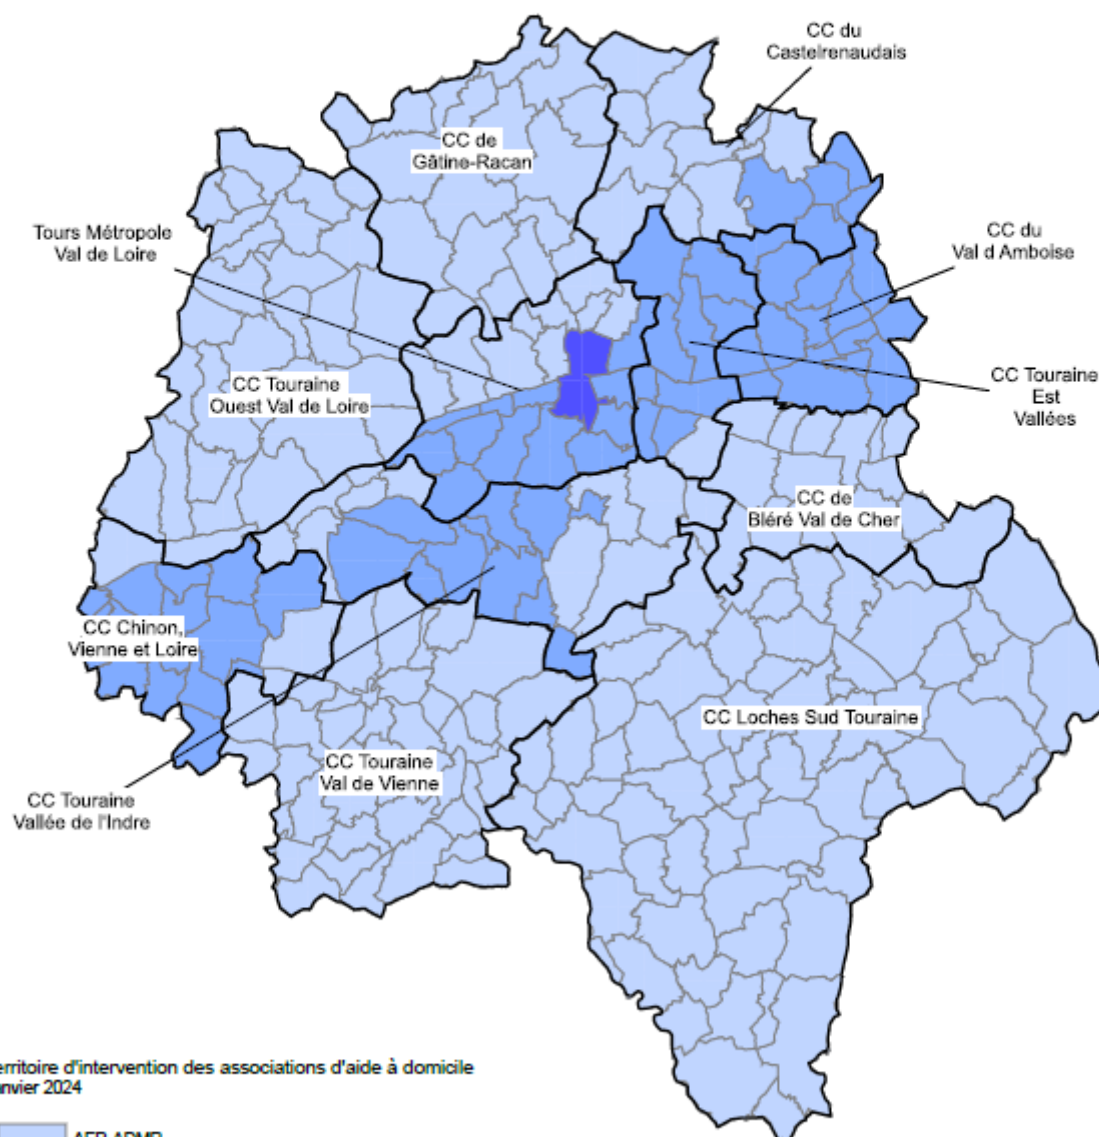 CC du
Castelrenaudais
CC de
Gâtine-Racan
Tours Métropole
Val de Loire
CC du
Val d Amboise
CC Touraine
Est
Vallées
CC Touraine
Ouest Val de Loire
CC de
Bléré Val de Cher
CC Chinon,
Vienne et Loire
CC Loches Sud Touraine
CC Touraine
Val de Vienne
CC Touraine
Vallée de l'Indre
erritoire d'intervention des associations d'aide à domicile
nvier 2024